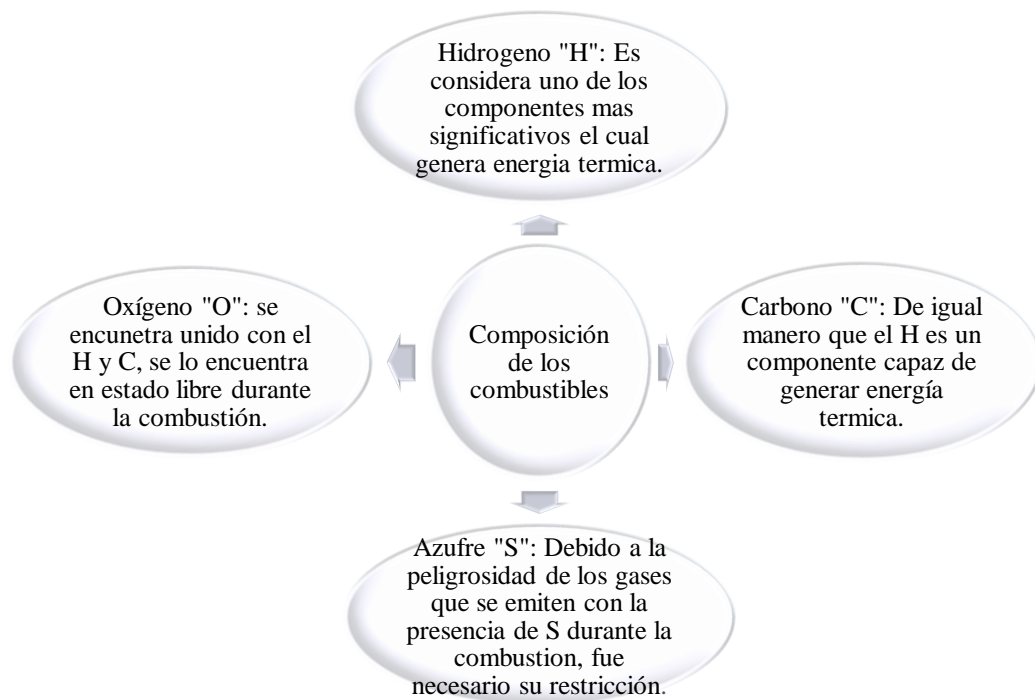 Hidrogeno "H": Es
considera uno de los
componentes mas
significativos el cual
genera energia termica.
Oxígeno "O": se
encunetra unido con el
H y C, se lo encuentra
en estado libre durante
la combustión.
Composición
de los
combustibles
Carbono "C": De igual
manero que el H es un
componente capaz de
generar energía
termica.
Azufre "S": Debido a la
peligrosidad de los gases
que se emiten con la
presencia de S durante la
combustion, fue
necesario su restricción.